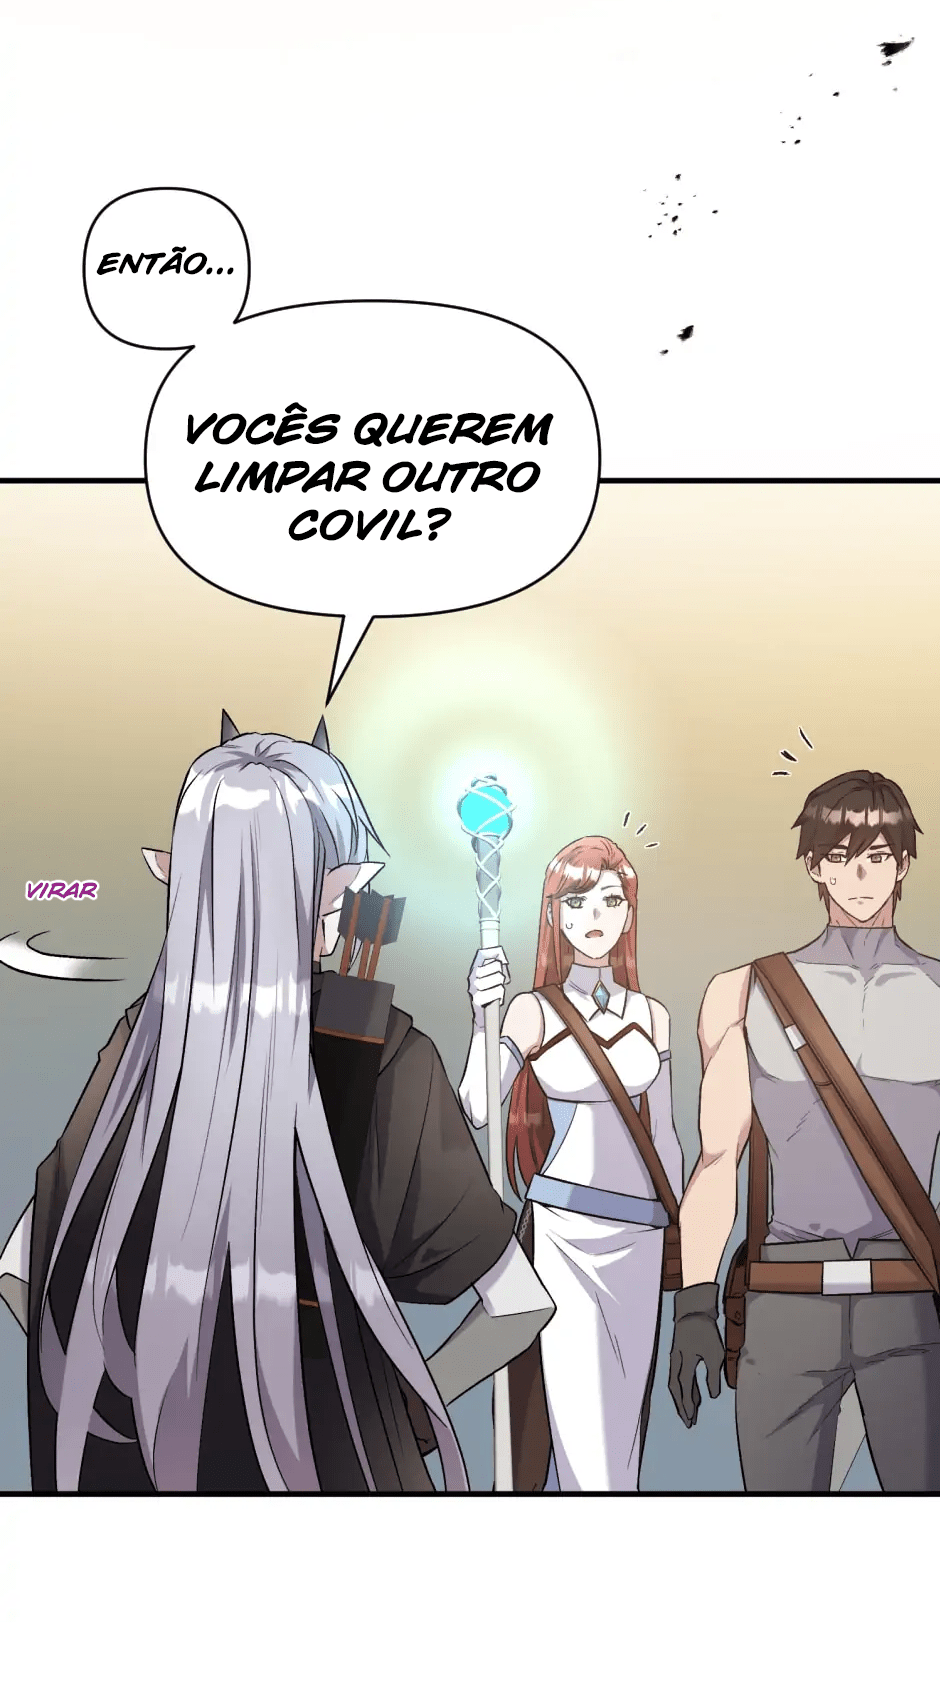 ENTÃO...
VOCÊS QUEREM
LIMPAR OUTRO
COVIL?
VIRAR